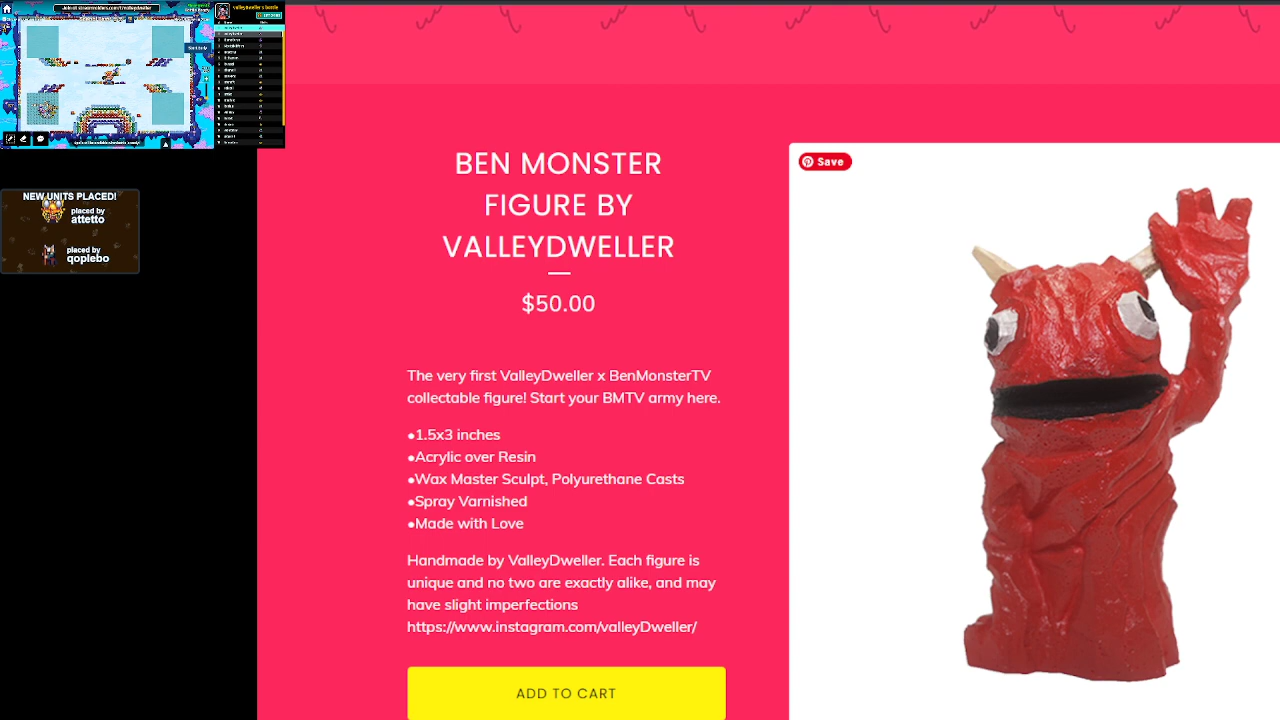 NEW UNITS PLACED!
placed by
attetto
placed by
qoplebo
BEN MONSTER
FIGURE BY
VALLEYDWELLER
$50.00
The very first ValleyDweller x BenMonsterTV
collectable figure! Start your BMTV army here.
●1.5x3 inches
●Acrylic over Resin
●Wax Master Sculpt, Polyurethane Casts
●Spray Varnished
●Made with Love
Handmade by ValleyDweller. Each figure is
unique and no two are exactly alike, and may
have slight imperfections
https://www.instagram.com/valleyDweller/
ADD TO CART
Save